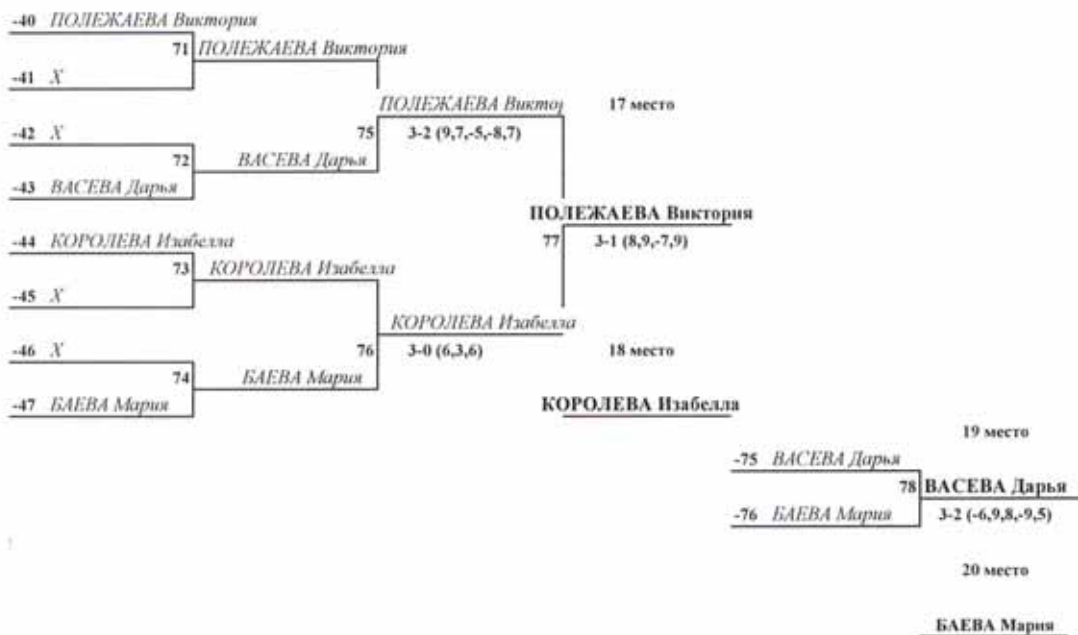 -40 ПОЛЕЖАЕВА Виктория
71 ПОЛЕЖАЕВА Виктория
-41 X
ПОЛЕЖАЕВА Виктор 17 место
-42 X
75 3-2 (9,7,-5,-8,7)
72 ВАСЕВА Дарья
-43 ВАСЕВА Дарья
ПОЛЕЖАЕВА Виктория
-44 КОРОЛЕВА Изабелла
77 3-1 (8,9,-7,9)
73 КОРОЛЕВА Изабелла
-45 X
КОРОЛЕВА Изабелла
-46 X
76 3-0 (6,3,6) 18 место
74 БАЕВА Мария
-47 БАЕВА Мария
КОРОЛЕВА Изабелла
19 место
-75 ВАСЕВА Дарья
78 ВАСЕВА Дарья
-76 БАЕВА Мария 3-2 (-6,9,8,-9,5)
20 место
БАЕВА Мария